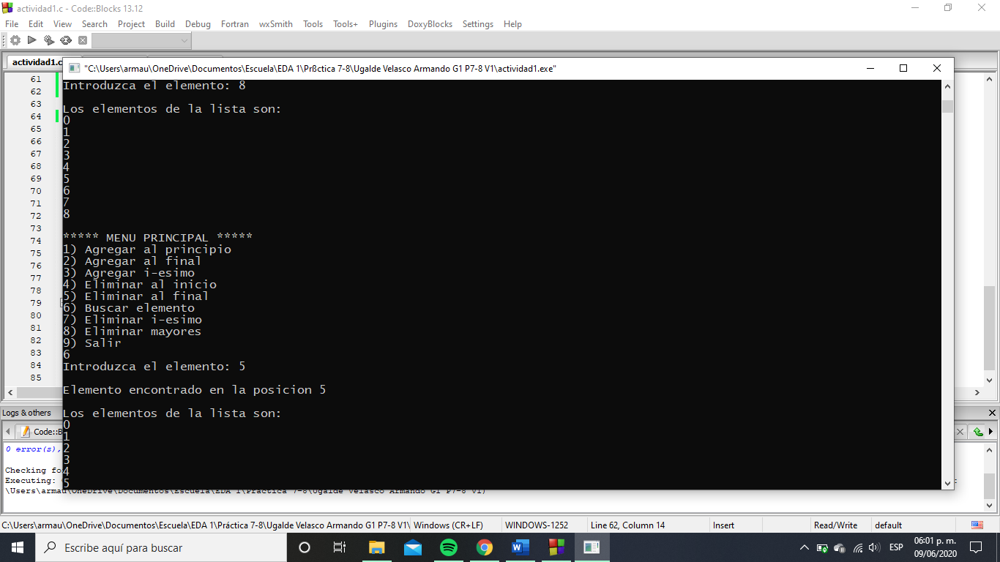 actividad1.c - Code::Blocks 13.12
File Edit View Search Project Build Debug Fortran wxSmith Tools Tools+ Plugins DoxyBlocks Settings Help
actividad1.c
"C:\Users\armau\OneDrive\Documentos\Escuela\EDA 1\Prßctica 7-8\Ugalde Velasco Armando G1 P7-8 V1\actividad1.exe"
61
62
63
64
65
66
67
68
69
70
71
72
73
74
75
76
77
78
79
80
81
82
83
84
85
Introduzca el elemento: 8
Los elementos de la lista son:
0
1
2
3
4
5
6
7
8
***** MENU PRINCIPAL *****
1) Agregar al principio
2) Agregar al final
3) Agregar i-esimo
4) Eliminar al inicio
5) Eliminar al final
6) Buscar elemento
7) Eliminar i-esimo
8) Eliminar mayores
9) Salir
6
Introduzca el elemento: 5
Elemento encontrado en la posicion 5
Los elementos de la lista son:
0
1
2
3
4
5
Logs & others
Code::B
0 error(s),
Checking fo
Executing:
\Users\armau\OneDrive\Documentos\Escuela\EDA 1\Práctica 7-8\Ugalde Velasco Armando G1 P7-8 V1)
C:\Users\armau\OneDrive\Documentos\Escuela\EDA 1\Práctica 7-8\Ugalde Velasco Armando G1 P7-8 V1\ Windows (CR+LF) WINDOWS-1252 Line 62, Column 14 Insert Read/Write default
Escribe aquí para buscar
ESP
06:01 p. m.
09/06/2020